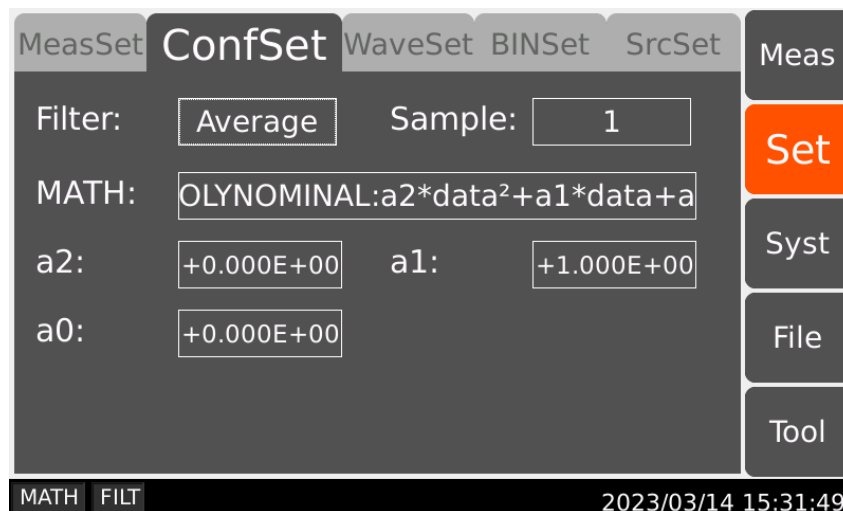 MeasSet ConfSet WaveSet BINSet SrcSet
Meas
Filter: Average Sample: 1
Set
MATH: OLYNOMINAL:a2*data²+a1*data+a
a2: +0.000E+00 a1: +1.000E+00
Syst
a0: +0.000E+00
File
Tool
MATH FILT 2023/03/14 15:31:49